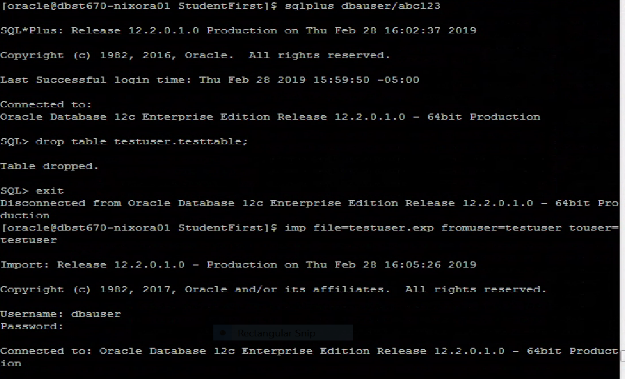 [oracle@dbst670-nixora01 StudentFirst]$ sqlplus dbauser/abc123
SQL*Plus: Release 12.2.0.1.0 Production on Thu Feb 28 16:02:37 2019
Copyright (c) 1982, 2016, Oracle.  All rights reserved.
Last Successful login time: Thu Feb 28 2019 15:59:50 -05:00
Connected to:
Oracle Database 12c Enterprise Edition Release 12.2.0.1.0 - 64bit Production
SQL> drop table testuser.testtable;
Table dropped.
SQL> exit
Disconnected from Oracle Database 12c Enterprise Edition Release 12.2.0.1.0 - 64bit Pro
duction
[oracle@dbst670-nixora01 StudentFirst]$ imp file=testuser.exp fromuser=testuser touser=
testuser
Import: Release 12.2.0.1.0 - Production on Thu Feb 28 16:05:26 2019
Copyright (c) 1982, 2017, Oracle and/or its affiliates.  All rights reserved.
Username: dbauser
Password:
Rectangular Snip
Connected to: Oracle Database 12c Enterprise Edition Release 12.2.0.1.0 - 64bit Product
ion